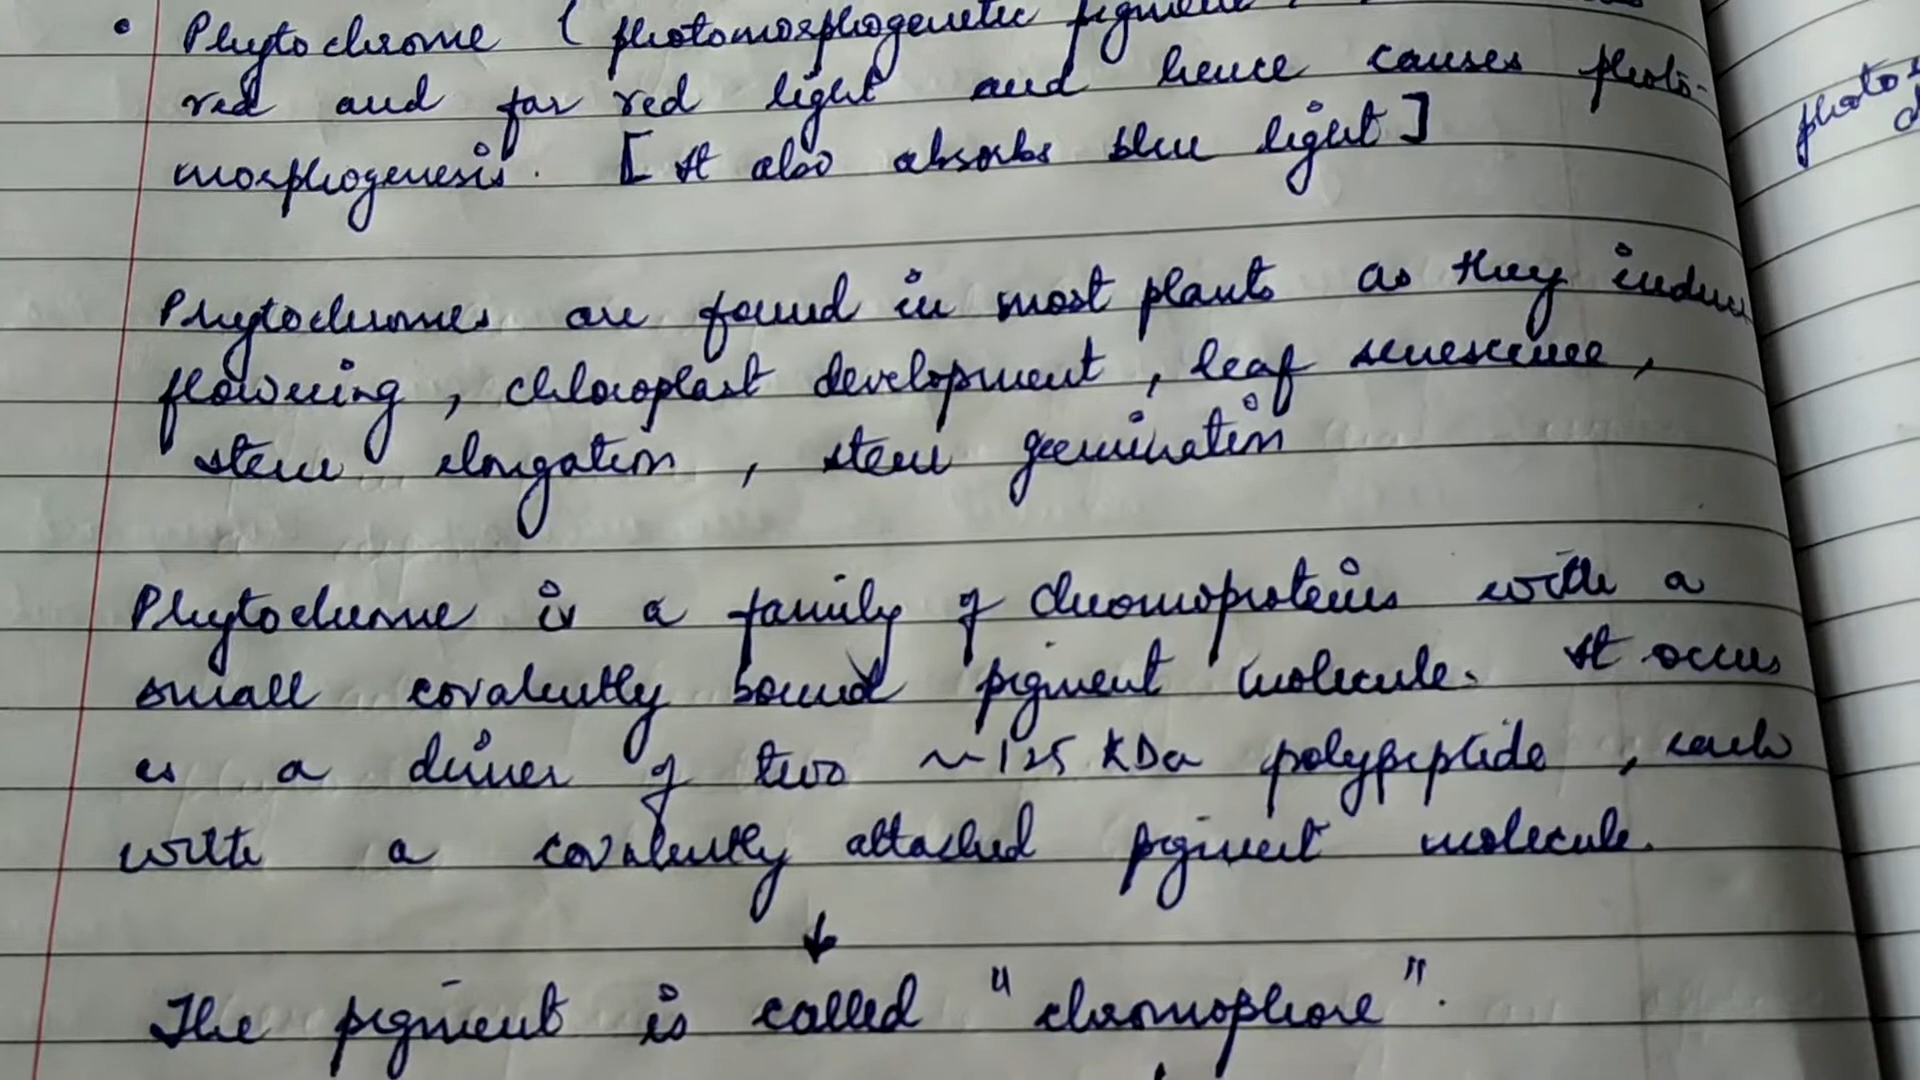 • Phytochrome ( photomorphogenetic pigment
red and far red light and hence causes photo-
morphogenesis. [ It also absorbs blue light ]
Phytochromes are found in most plants as they induce
flowering , chloroplast development , leaf senescence ,
stem elongation , stem germination
Phytochrome is a family of chromoproteins with a
small covalently bound pigment molecule. It occurs
as a dimer of two ~125 kDa polypeptide , each
with a covalently attached pigment molecule.
↓
The pigment is called "chromophore".
photo